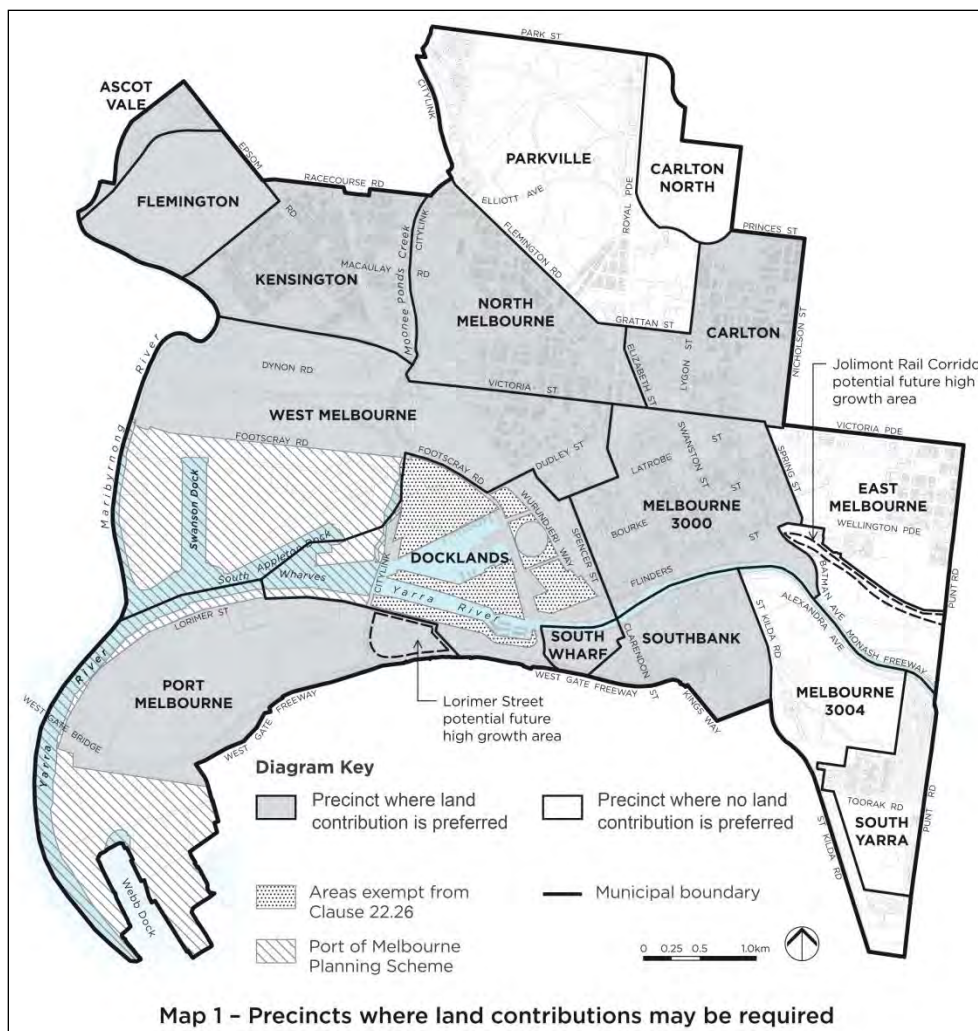 PARK ST
ASCOT
VALE
CITYLINK
EPSOM
RD
RACECOURSE RD
PARKVILLE
CARLTON
NORTH
FLEMINGTON
ELLIOTT AVE
ROYAL PDE
PRINCES ST
FLEMINGTON RD
Moonee Ponds Creek
CITYLINK
KENSINGTON
MACAULAY RD
NORTH
MELBOURNE
GRATTAN ST
CARLTON
ELIZABETH ST
LYGON ST
NICHOLSON ST
Maribyrnong River
DYNON RD
VICTORIA ST
Jolimont Rail Corrido
potential future high
growth area
WEST MELBOURNE
FOOTSCRAY RD
FOOTSCRAY RD
DUDLEY ST
LATROBE ST
SWANSTON ST
SPRING ST
VICTORIA PDE
EAST
MELBOURNE
WELLINGTON PDE
Swanson Dock
WURUNDJERI WAY
SPENCER ST
MELBOURNE
3000
BOURKE ST
DOCKLANDS
South Appleton Dock
Wharves
CITYLINK
FLINDERS
BATMAN AVE
PUNT RD
Yarra River
LORIMER ST
ST KILDA RD
ALEXANDRA AVE
MONASH FREEWAY
SOUTH
WHARF
CLARENDON ST
SOUTHBANK
WEST GATE FREEWAY
KINGS WAY
MELBOURNE
3004
PORT
MELBOURNE
Yarra River
WEST GATE BRIDGE
WEST GATE FREEWAY
Lorimer Street
potential future
high growth area
TOORAK RD
SOUTH
YARRA
PUNT RD
ST KILDA RD
Webb Dock
Diagram Key
Precinct where land
contribution is preferred
Precinct where no land
contribution is preferred
Areas exempt from
Clause 22.26
Municipal boundary
Port of Melbourne
Planning Scheme
0 0.25 0.5 1.0km
Map 1 – Precincts where land contributions may be required